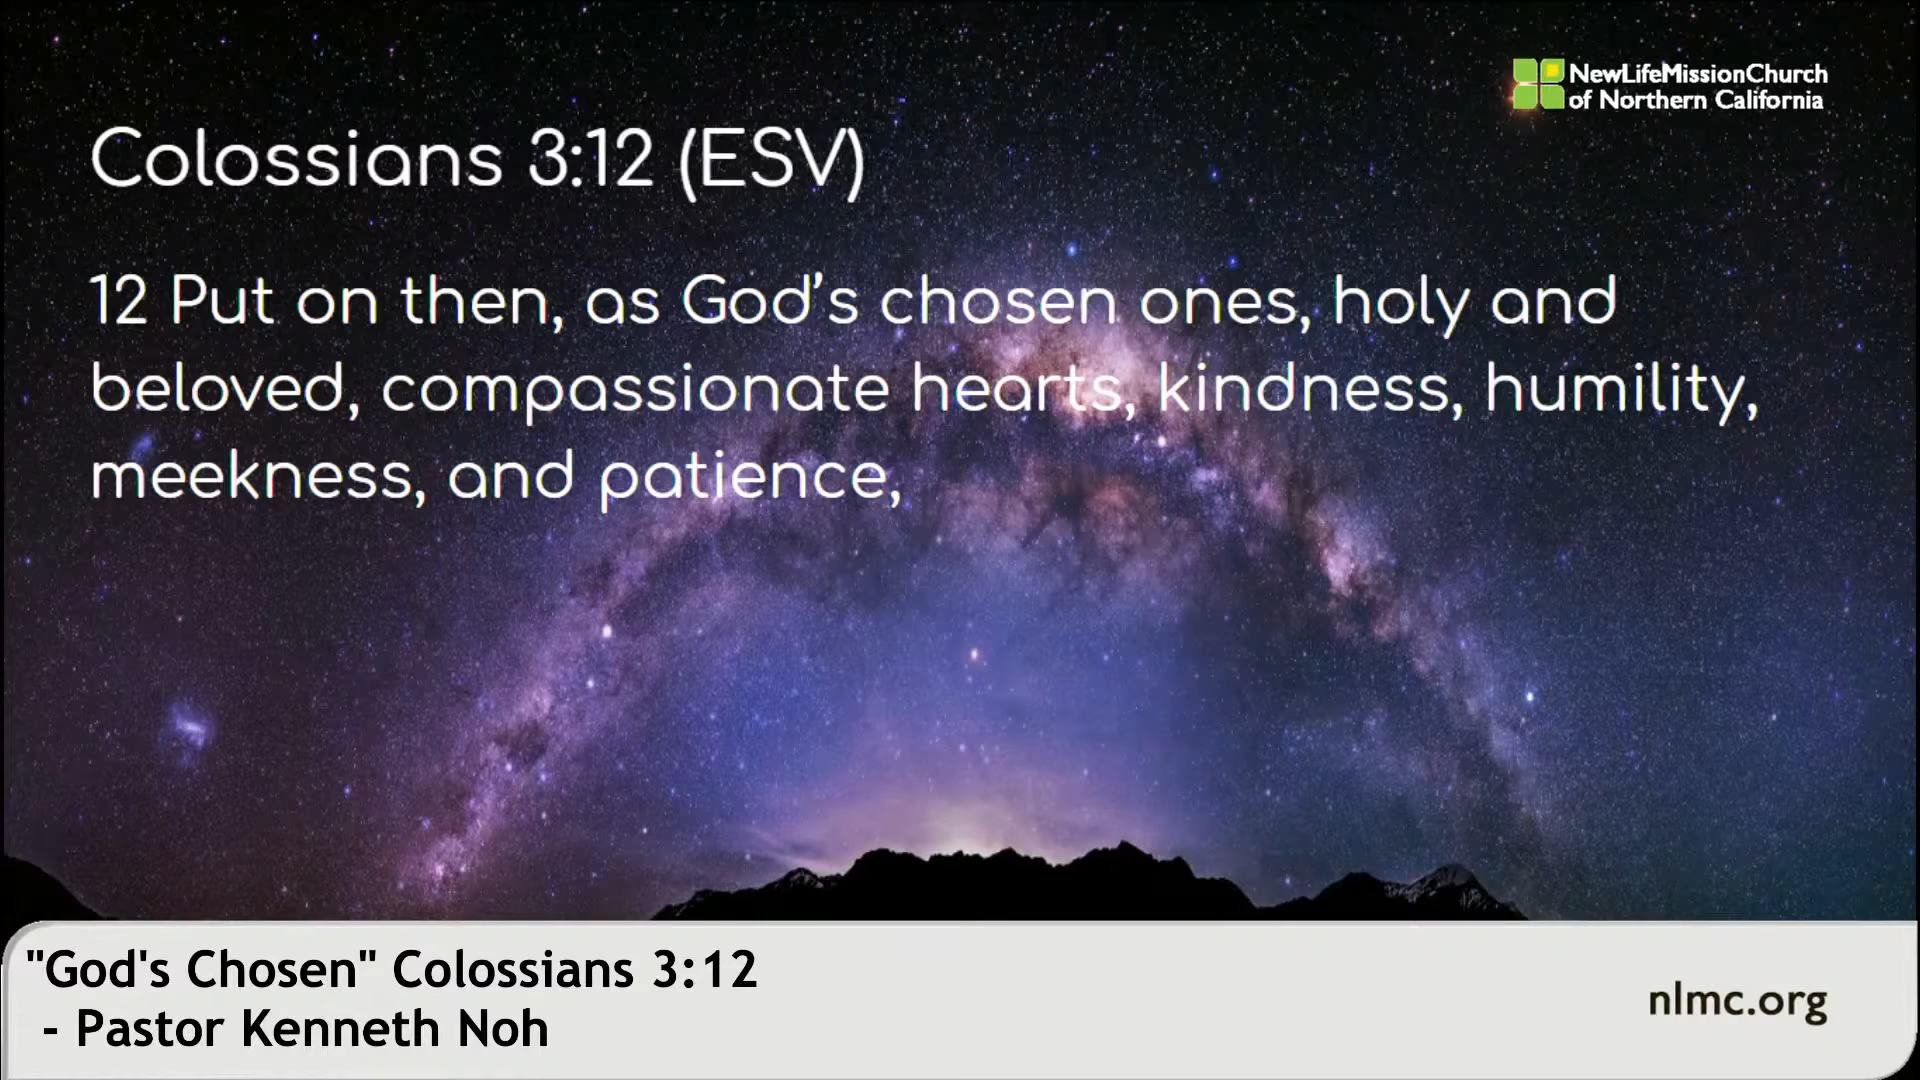 NewLifeMissionChurch
of Northern California
Colossians 3:12 (ESV)
12 Put on then, as God’s chosen ones, holy and
beloved, compassionate hearts, kindness, humility,
meekness, and patience,
"God's Chosen" Colossians 3:12
- Pastor Kenneth Noh
nlmc.org